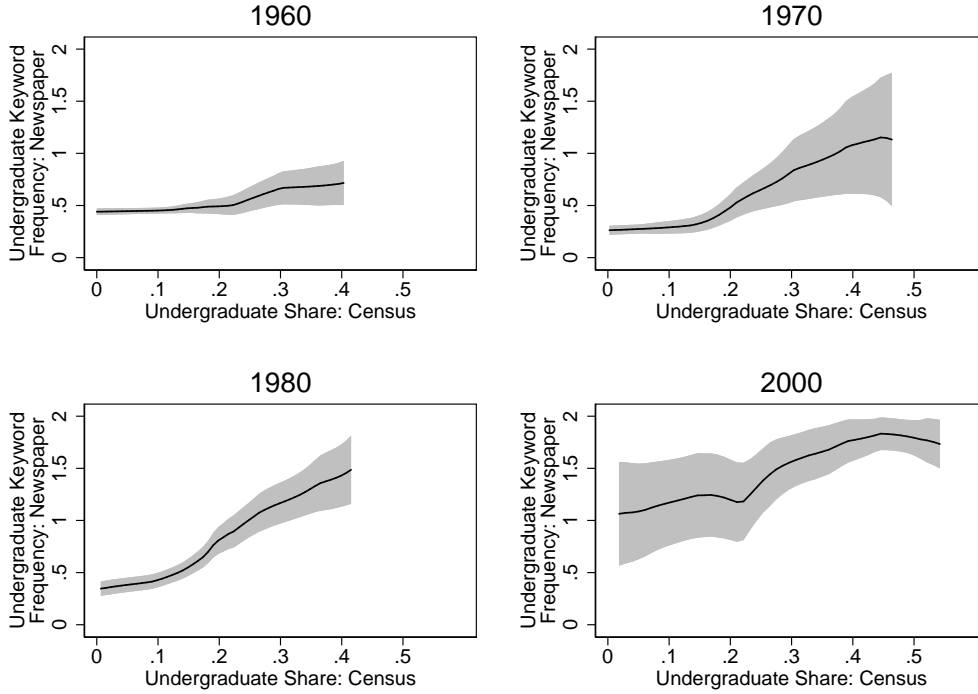 1960
Undergraduate Keyword
Frequency: Newspaper
2
1.5
1
.5
0
0 .1 .2 .3 .4 .5
Undergraduate Share: Census
1970
Undergraduate Keyword
Frequency: Newspaper
2
1.5
1
.5
0
0 .1 .2 .3 .4 .5
Undergraduate Share: Census
1980
Undergraduate Keyword
Frequency: Newspaper
2
1.5
1
.5
0
0 .1 .2 .3 .4 .5
Undergraduate Share: Census
2000
Undergraduate Keyword
Frequency: Newspaper
2
1.5
1
.5
0
0 .1 .2 .3 .4 .5
Undergraduate Share: Census